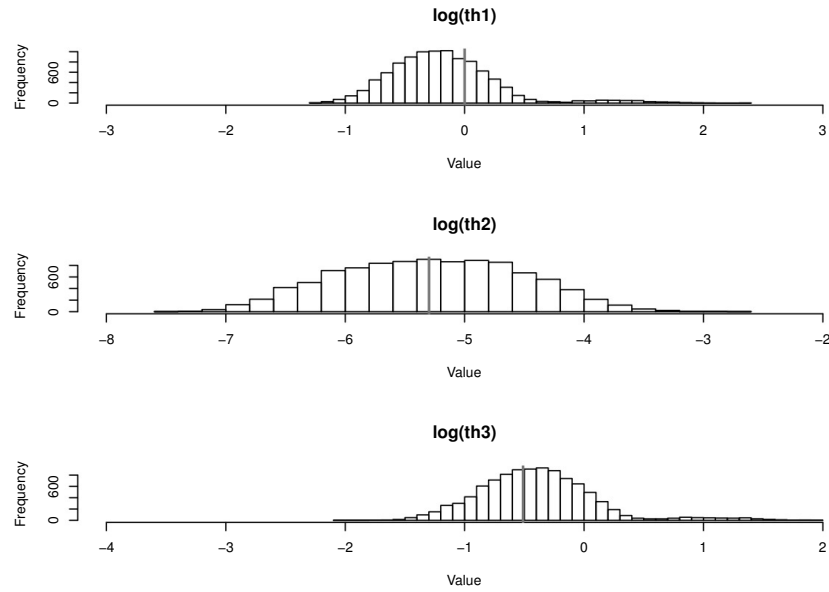 log(th1)
Frequency
0 600
−3 −2 −1 0 1 2 3
Value
log(th2)
Frequency
0 600
−8 −7 −6 −5 −4 −3 −2
Value
log(th3)
Frequency
0 600
−4 −3 −2 −1 0 1 2
Value